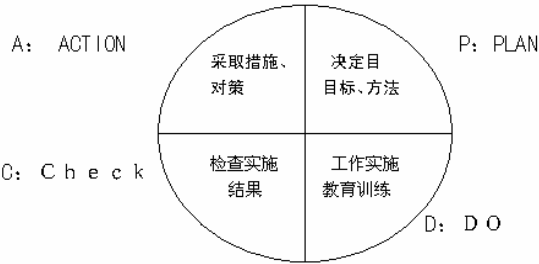 A: ACTION
P: PLAN
采取措施、
对策
决定目
目标、方法
C: Check
检查实施
结果
工作实施
教育训练
D: DO